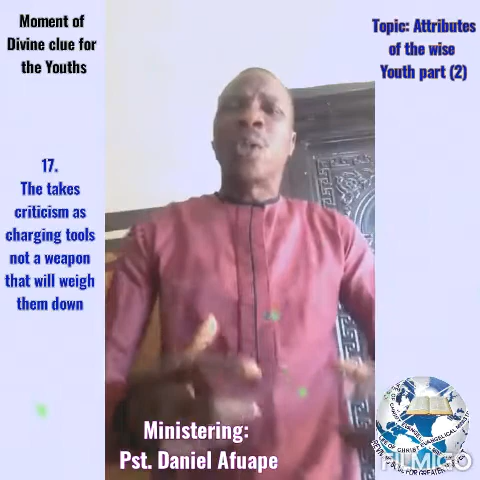 Moment of
Divine clue for
the Youths
Topic: Attributes
of the wise
Youth part (2)
17.
The takes
criticism as
charging tools
not a weapon
that will weigh
them down
Ministering:
Pst. Daniel Afuape
FILMIGO